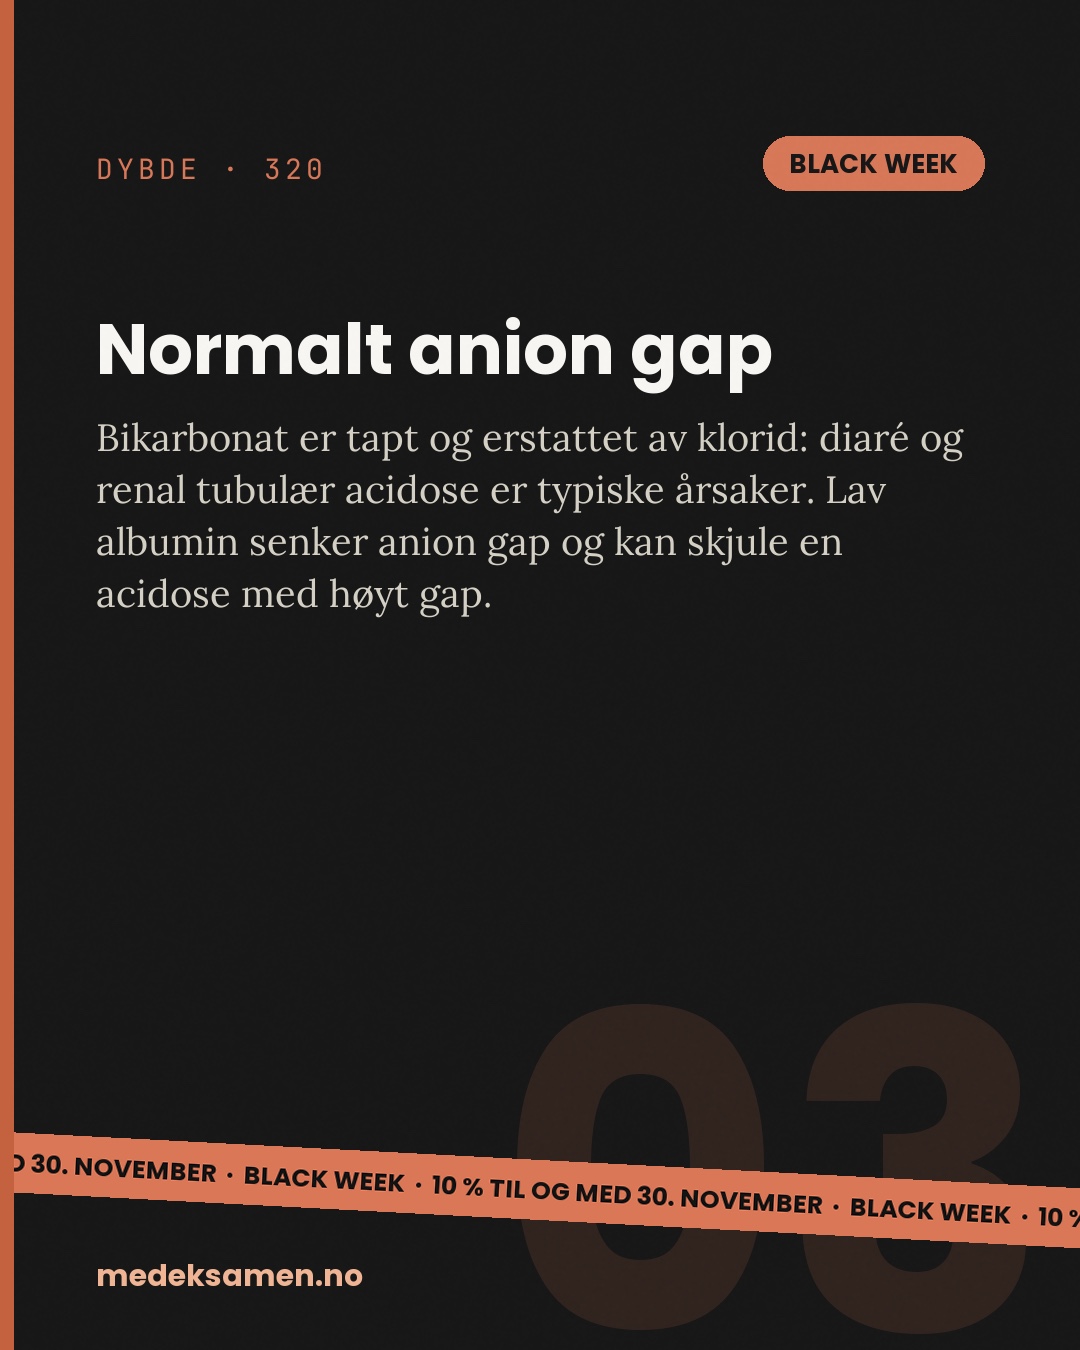 DYBDE · 320
BLACK WEEK
Normalt anion gap
Bikarbonat er tapt og erstattet av klorid: diaré og
renal tubulær acidose er typiske årsaker. Lav
albumin senker anion gap og kan skjule en
acidose med høyt gap.
03
30. NOVEMBER · BLACK WEEK · 10 % TIL OG MED 30. NOVEMBER · BLACK WEEK · 10 %
medeksamen.no